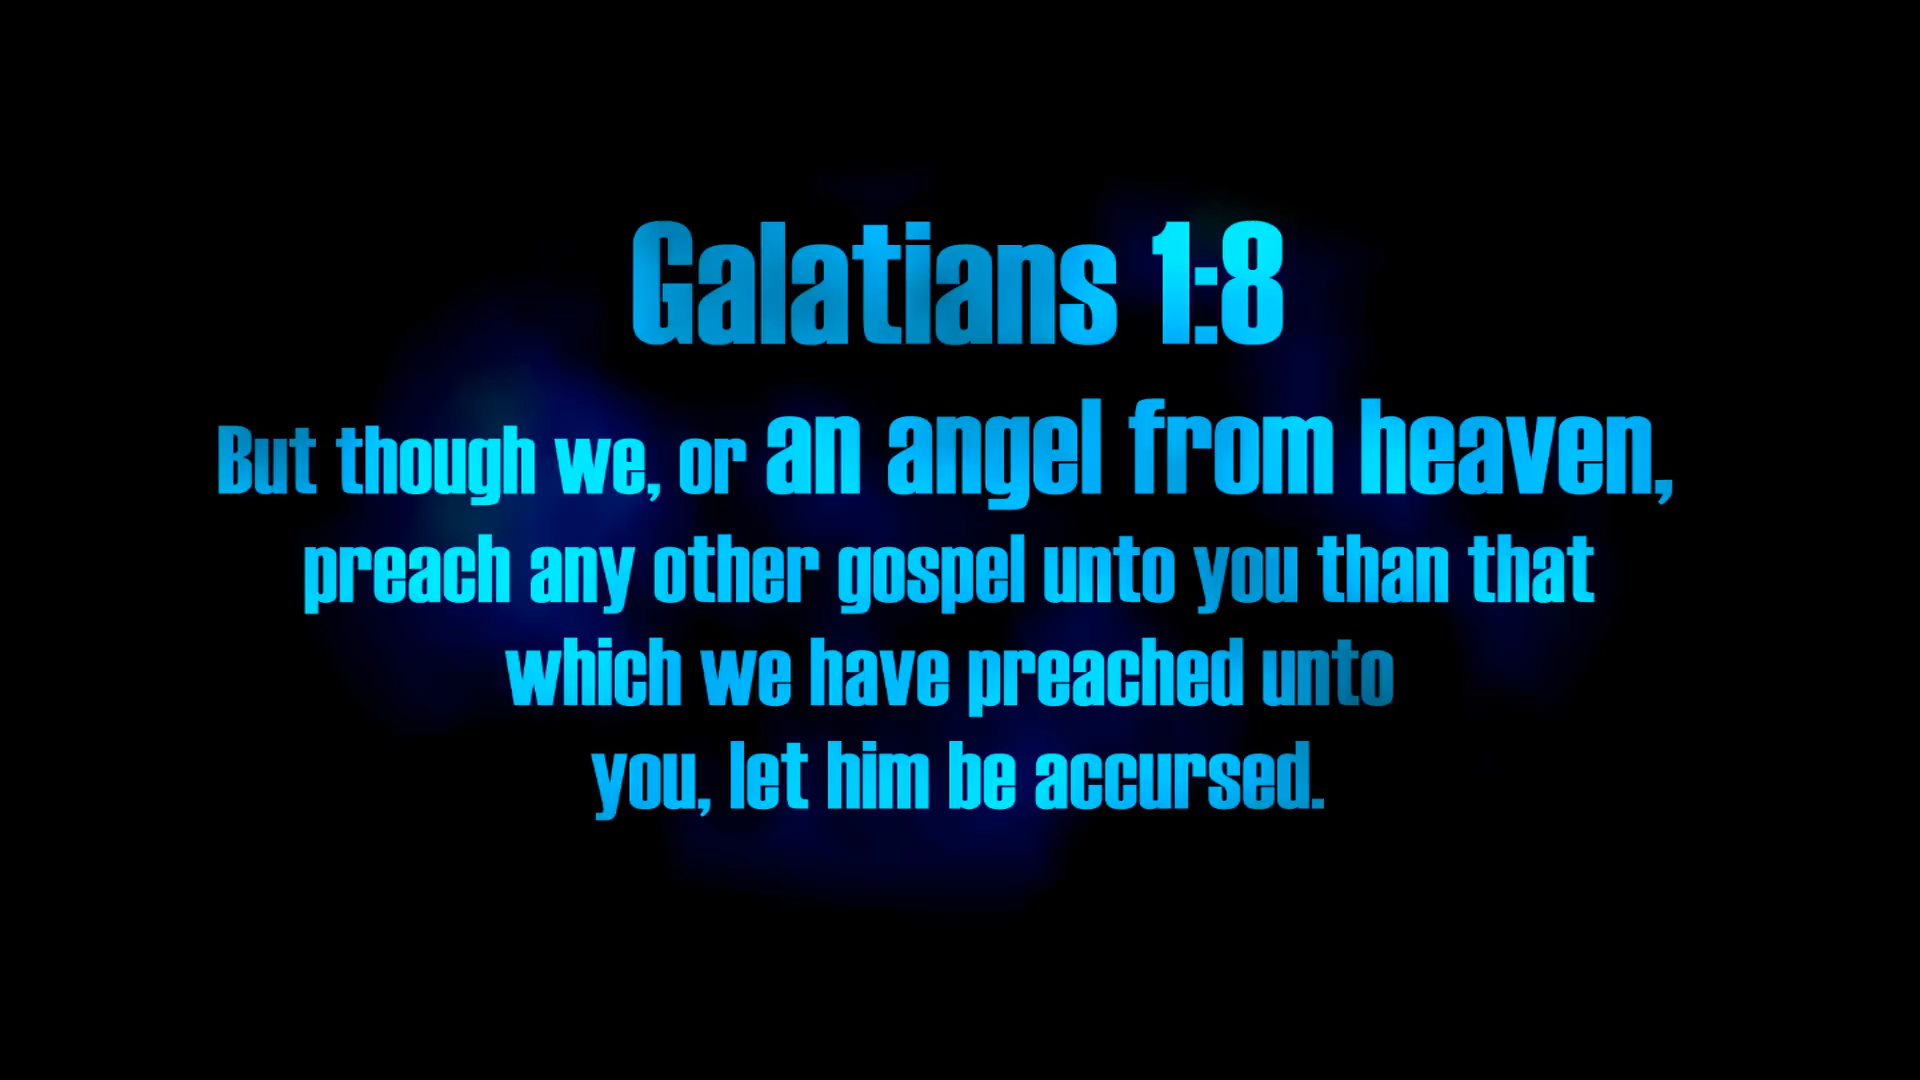 Galatians 1:8
But though we, or an angel from heaven,
preach any other gospel unto you than that
which we have preached unto
you, let him be accursed.